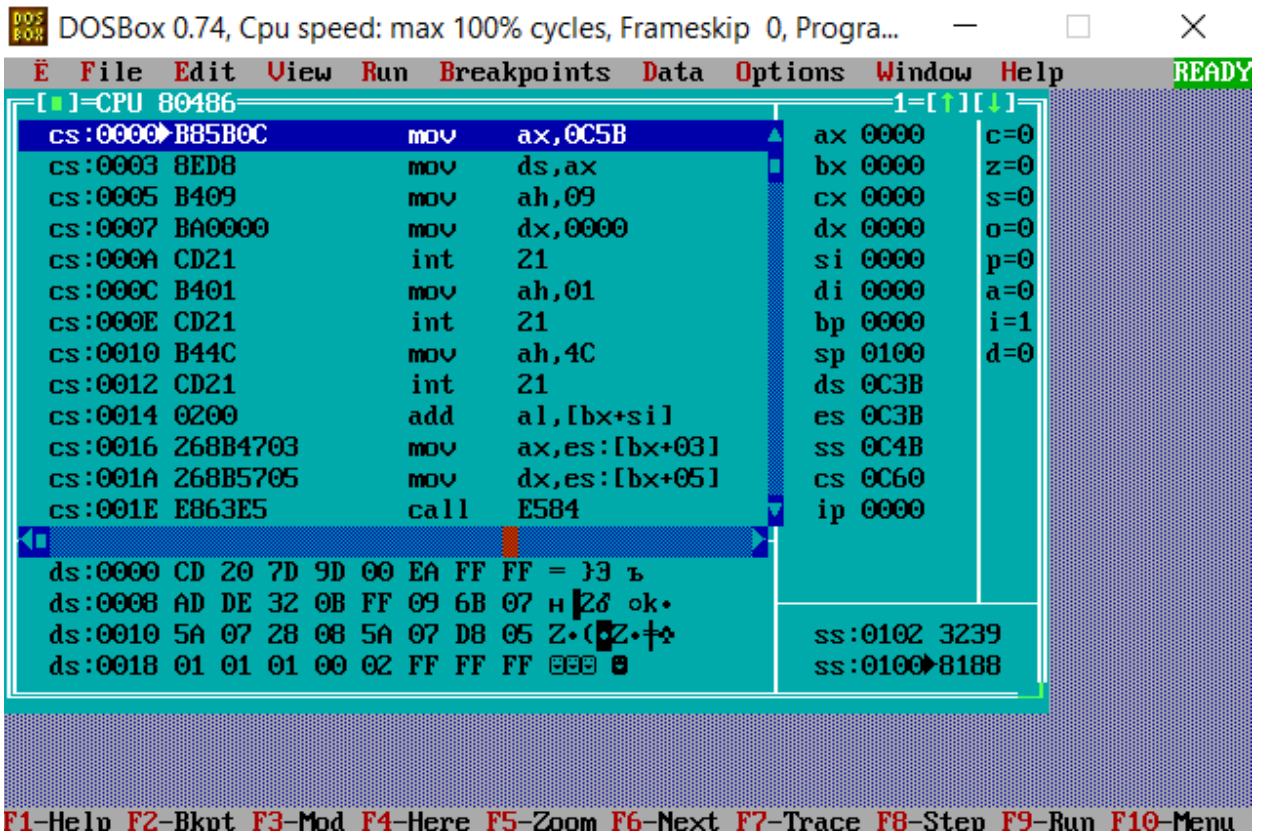 DOS BOX DOSBox 0.74, Cpu speed: max 100% cycles, Frameskip 0, Progra...
Ë File Edit View Run Breakpoints Data Options Window Help READY
[■]=CPU 80486 1=[↑][↓]
cs:0000►B85B0C mov ax,0C5B ax 0000 c=0
cs:0003 8ED8 mov ds,ax bx 0000 z=0
cs:0005 B409 mov ah,09 cx 0000 s=0
cs:0007 BA0000 mov dx,0000 dx 0000 o=0
cs:000A CD21 int 21 si 0000 p=0
cs:000C B401 mov ah,01 di 0000 a=0
cs:000E CD21 int 21 bp 0000 i=1
cs:0010 B44C mov ah,4C sp 0100 d=0
cs:0012 CD21 int 21 ds 0C3B
cs:0014 0200 add al,[bx+si] es 0C3B
cs:0016 268B4703 mov ax,es:[bx+03] ss 0C4B
cs:001A 268B5705 mov dx,es:[bx+05] cs 0C60
cs:001E E863E5 call E584 ip 0000
ds:0000 CD 20 7D 9D 00 EA FF FF = }Э ъ
ds:0008 AD DE 32 0B FF 09 6B 07 н ▐2♂ ok•
ds:0010 5A 07 28 08 5A 07 D8 05 Z•(◘Z•╪♣ ss:0102 3239
ds:0018 01 01 01 00 02 FF FF FF ☺☺☺ ☻ ss:0100►8188
F1-Help F2-Bkpt F3-Mod F4-Here F5-Zoom F6-Next F7-Trace F8-Step F9-Run F10-Menu